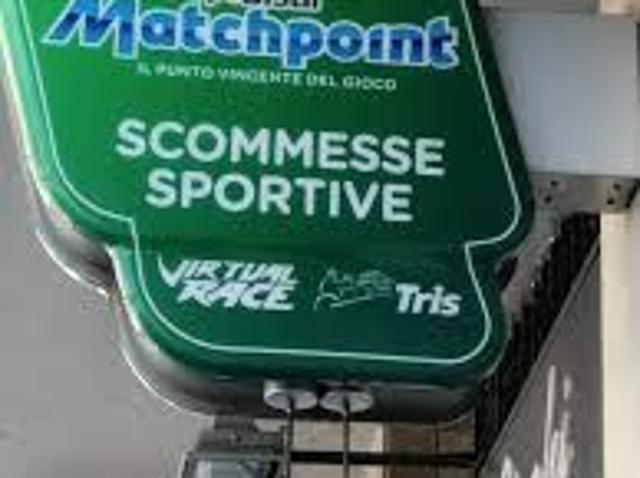 Matchpoint
IL PUNTO VINCENTE DEL GIOCO
SCOMMESSE
SPORTIVE
VIRTUAL
RACE
Tris